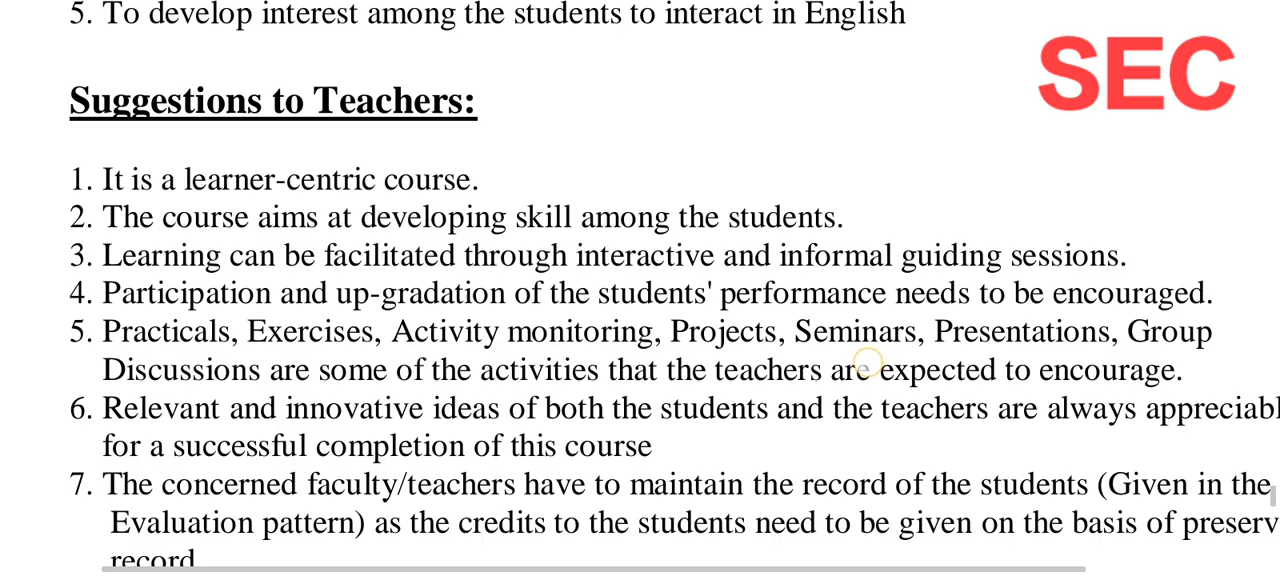 5. To develop interest among the students to interact in English
SEC
Suggestions to Teachers:
1. It is a learner-centric course.
2. The course aims at developing skill among the students.
3. Learning can be facilitated through interactive and informal guiding sessions.
4. Participation and up-gradation of the students' performance needs to be encouraged.
5. Practicals, Exercises, Activity monitoring, Projects, Seminars, Presentations, Group
Discussions are some of the activities that the teachers are expected to encourage.
6. Relevant and innovative ideas of both the students and the teachers are always appreciabl
for a successful completion of this course
7. The concerned faculty/teachers have to maintain the record of the students (Given in the
Evaluation pattern) as the credits to the students need to be given on the basis of preserv
record